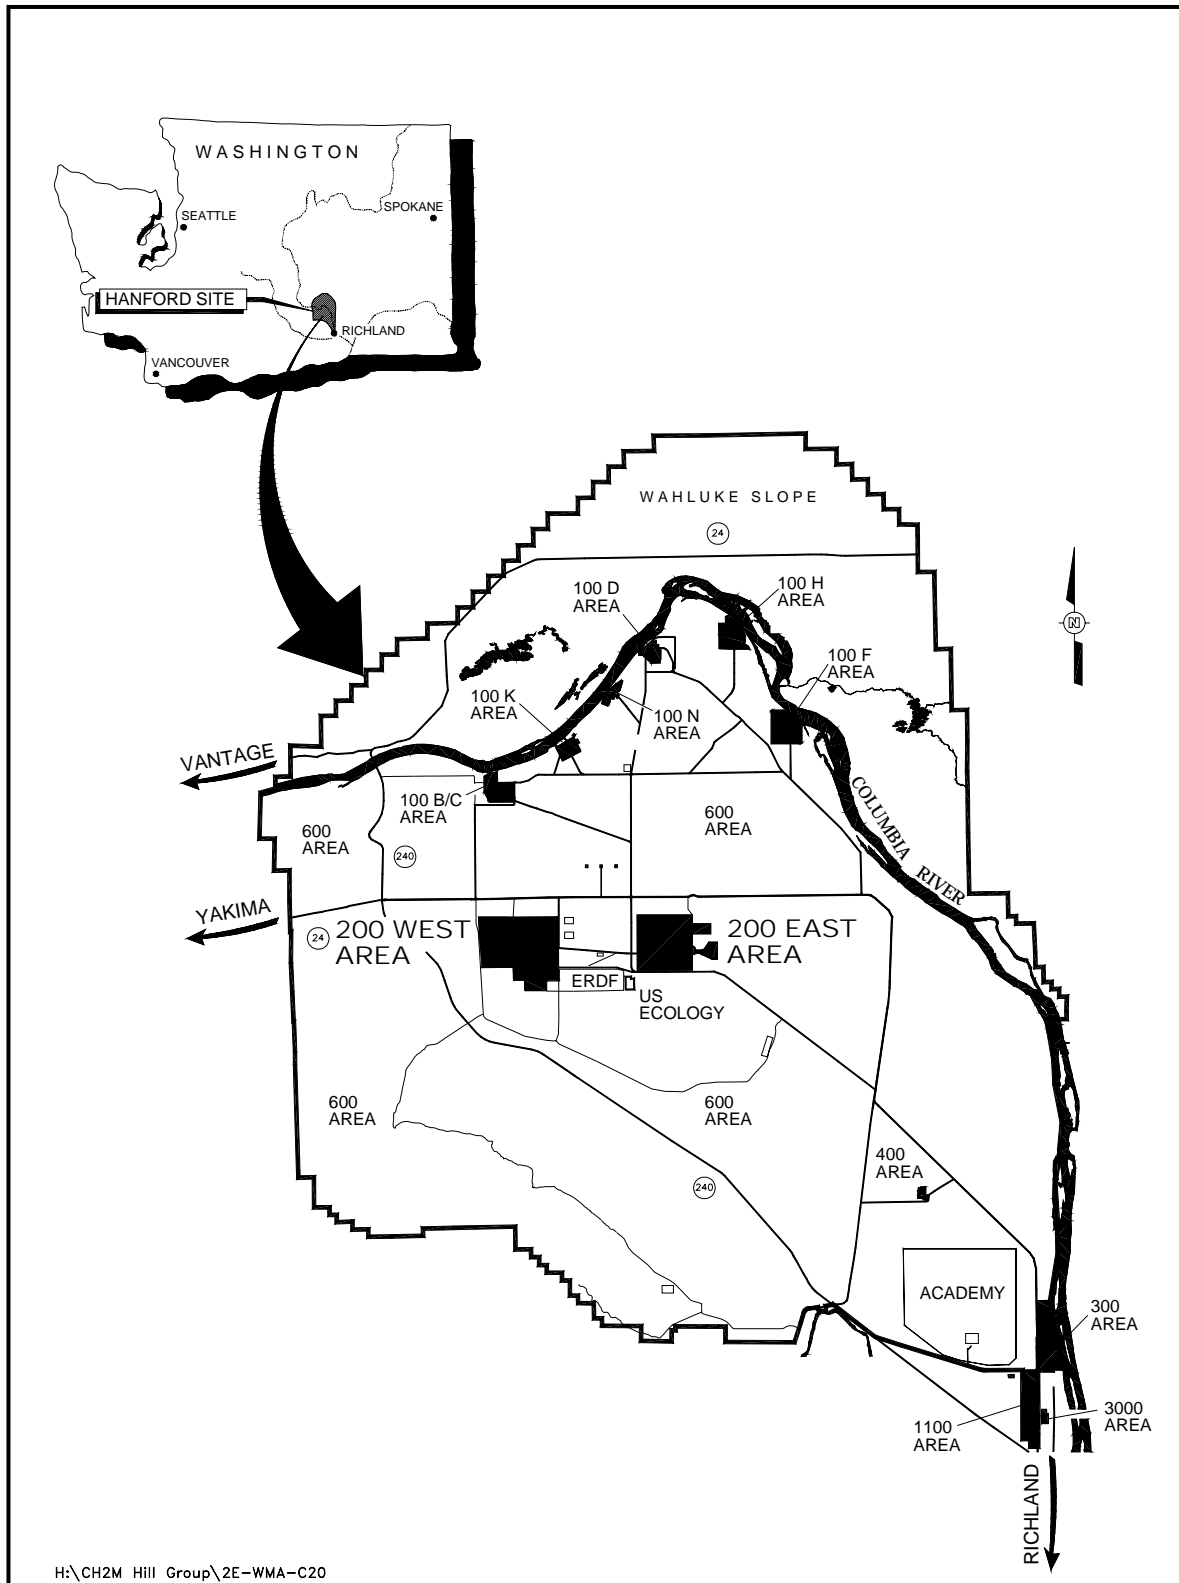 WASHINGTON
SEATTLE
SPOKANE
HANFORD SITE
RICHLAND
VANCOUVER
WAHLUKE SLOPE
24
100 D
AREA
100 H
AREA
N
100 F
AREA
100 K
AREA
100 N
AREA
VANTAGE
100 B/C
AREA
600
AREA
600
AREA
COLUMBIA RIVER
240
YAKIMA
24
200 WEST
AREA
200 EAST
AREA
ERDF
US
ECOLOGY
600
AREA
600
AREA
400
AREA
240
ACADEMY
300
AREA
3000
AREA
1100
AREA
RICHLAND
H:\CH2M Hill Group\2E-WMA-C20